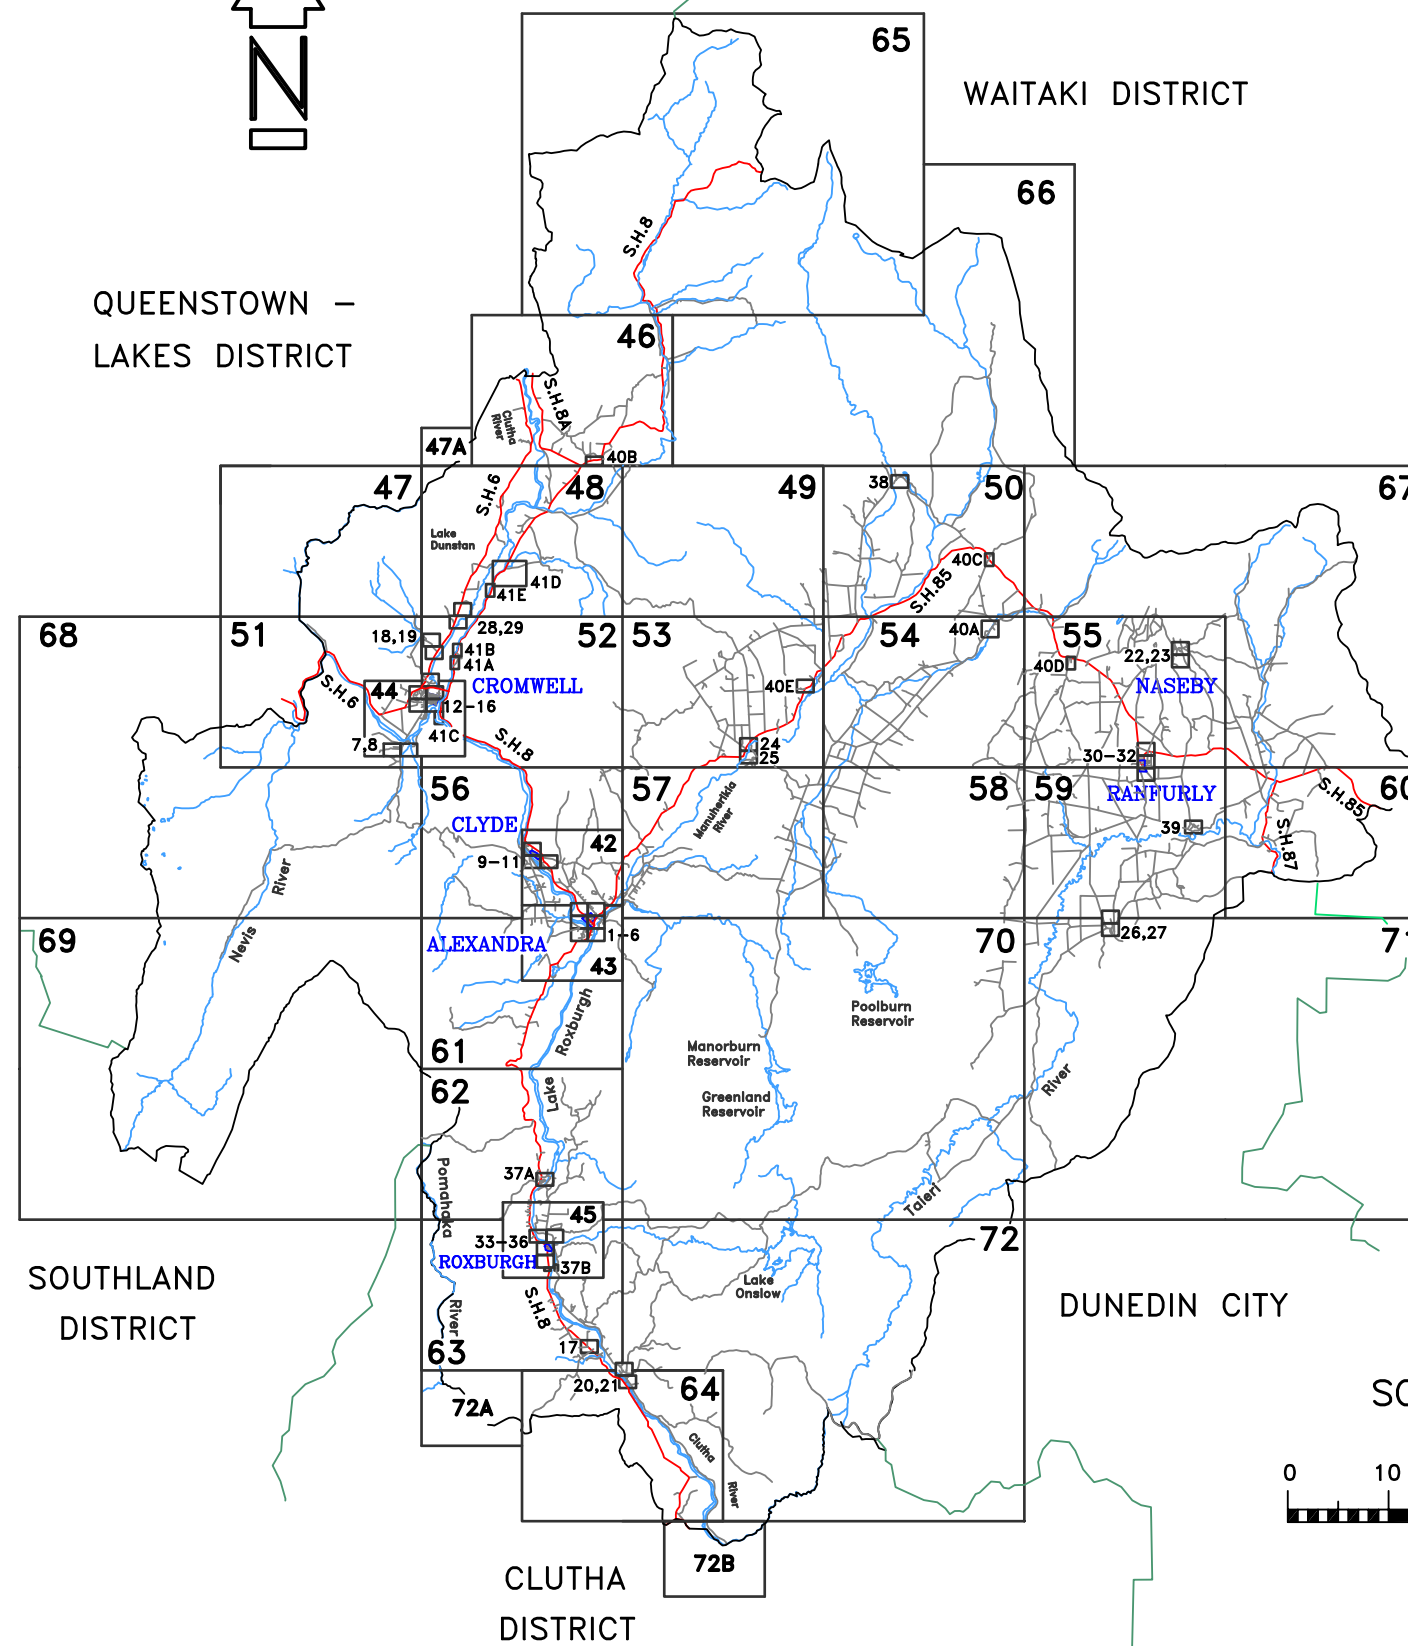 N
65
WAITAKI DISTRICT
66
S.H.8
QUEENSTOWN –
LAKES DISTRICT
46
S.H.8A
Clutha
River
47A
40B
47
48
49
50
67
S.H.6
38
Lake
Dunstan
40C
41D
41E
S.H.85
68
51
28,29
52
53
54
40A
55
18,19
41B
41A
22,23
40D
S.H.6
44
CROMWELL
40E
NASEBY
12-16
41C
7,8
S.H.8
24
25
30-32
56
57
58
59
RANFURLY
S.H.85
60
CLYDE
42
Manuherikia
River
39
S.H.87
9-11
River
Nevis
69
ALEXANDRA
1-6
43
70
26,27
71
Poolburn
Reservoir
Roxburgh
Lake
61
Manorburn
Reservoir
62
Greenland
Reservoir
River
Taieri
37A
Pomahaka
River
45
33-36
ROXBURGH
37B
72
SOUTHLAND
DISTRICT
Lake
Onslow
DUNEDIN CITY
S.H.8
63
17
20,21
64
72A
Clutha
River
SC
0
10
72B
CLUTHA
DISTRICT